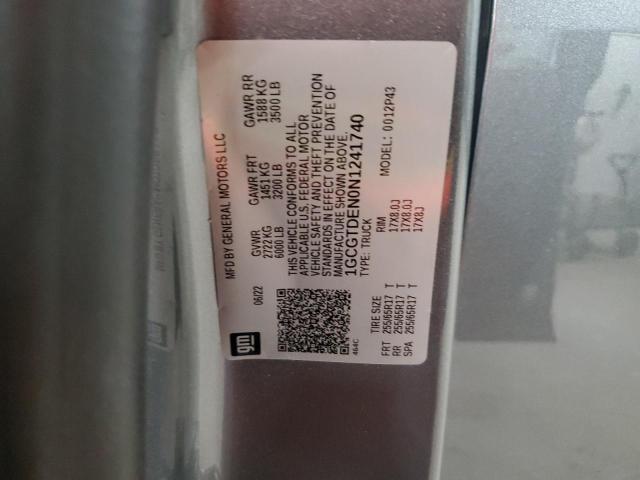 MFD BY GENERAL MOTORS LLC
gm
06/22
GVWR GAWR FRT GAWR RR
2722 KG 1451 KG 1588 KG
6000 LB 3200 LB 3500 LB
THIS VEHICLE CONFORMS TO ALL
APPLICABLE U.S. FEDERAL MOTOR
VEHICLE SAFETY AND THEFT PREVENTION
STANDARDS IN EFFECT ON THE DATE OF
MANUFACTURE SHOWN ABOVE.
1GCGTDEN0N1241740
TYPE: TRUCK
464C
MODEL: 0012P43
TIRE SIZE RIM
FRT 255/65R17 T 17X8.0J
RR 255/65R17 T 17X8.0J
SPA 255/65R17 T 17X8J